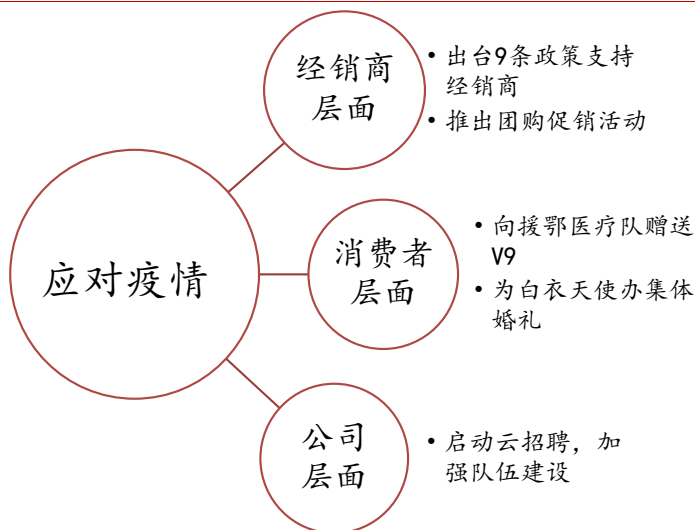 应对疫情
经销商
层面
• 出台9条政策支持
经销商
• 推出团购促销活动
消费者
层面
• 向援鄂医疗队赠送
V9
• 为白衣天使办集体
婚礼
公司
层面
• 启动云招聘，加
强队伍建设